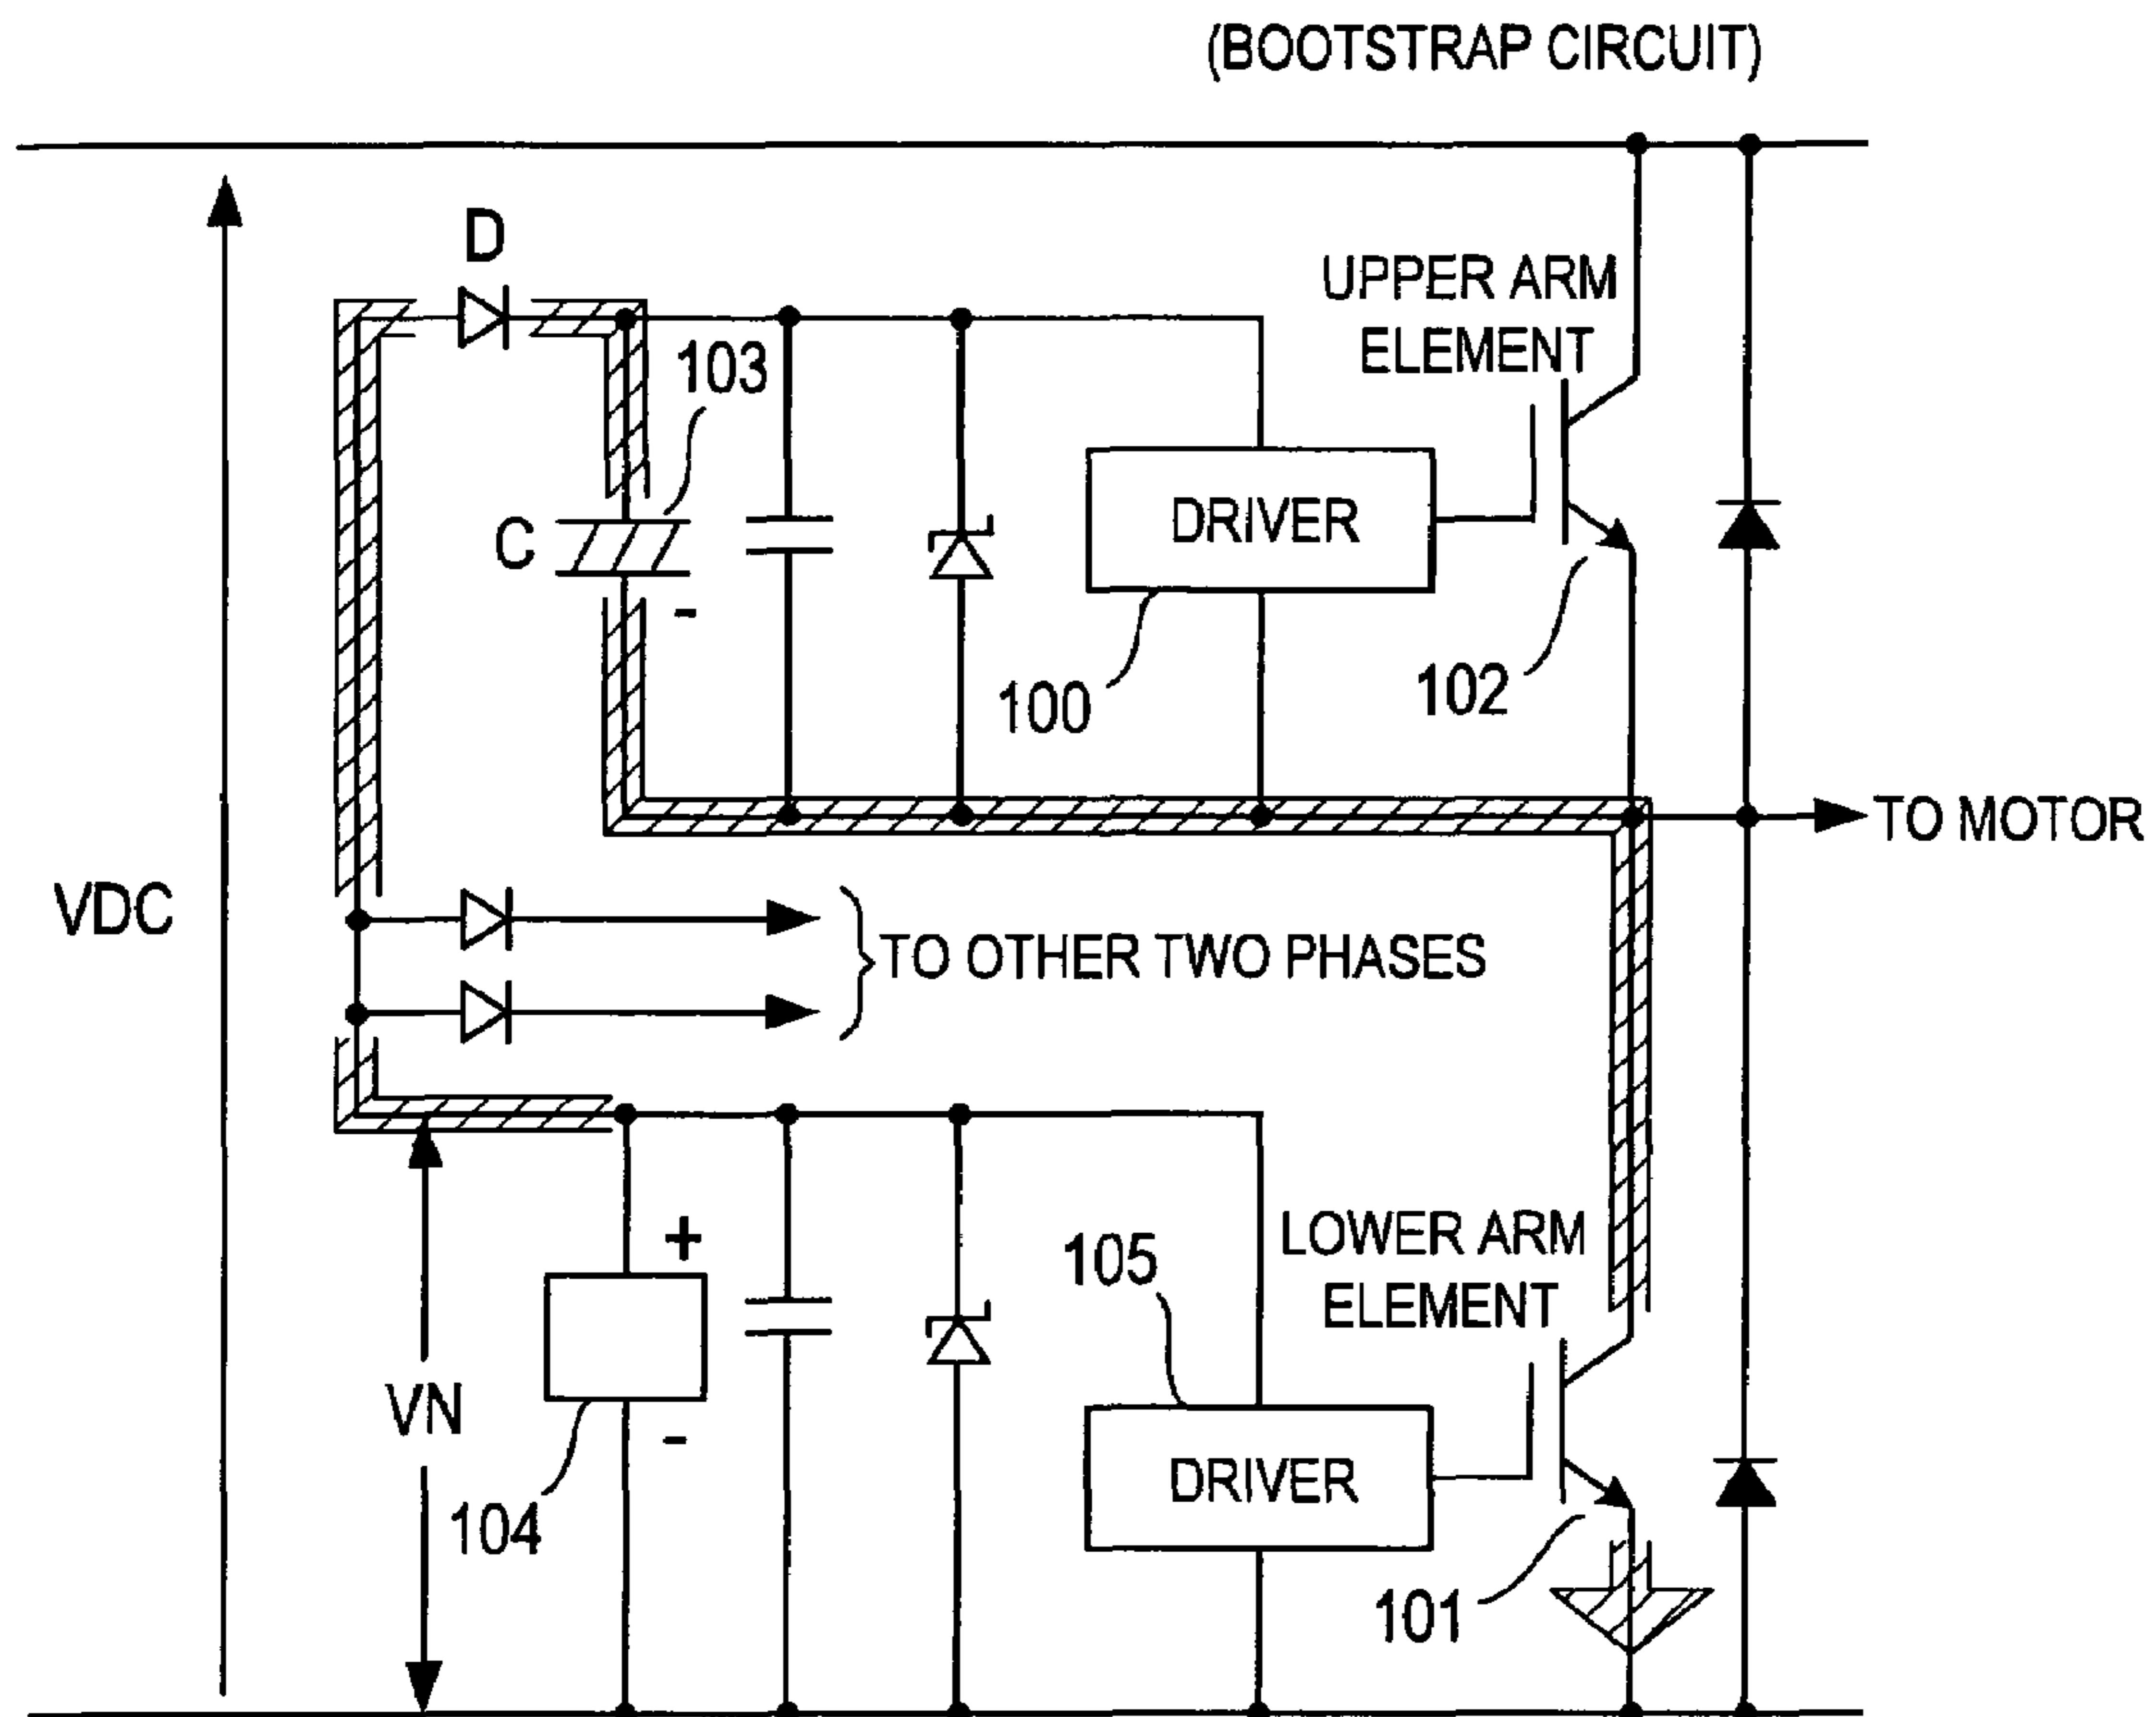 (BOOTSTRAP CIRCUIT)
D
UPPER ARM
ELEMENT
103
C
DRIVER
-
100
102
TO MOTOR
VDC
TO OTHER TWO PHASES
+
LOWER ARM
ELEMENT
105
VN
-
DRIVER
104
101